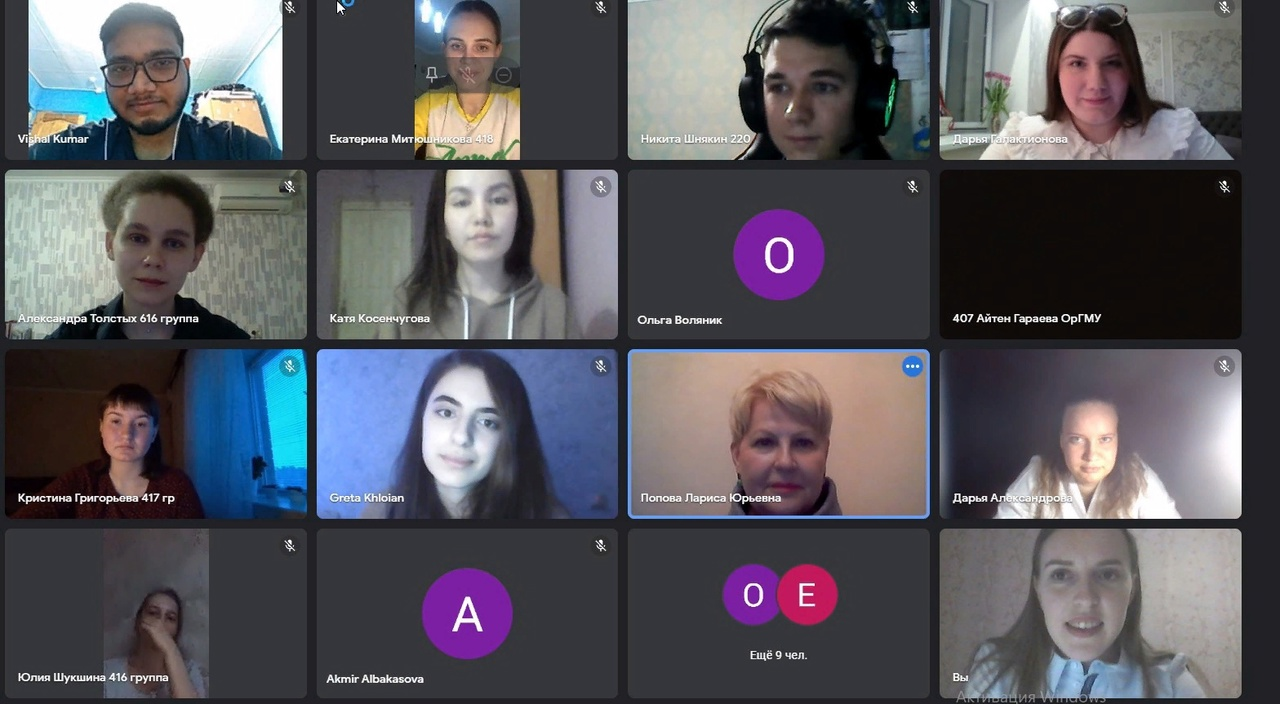 Vishal Kumar
Екатерина Митюшникова 418
Никита Шнякин 220
Дарья Галактионова
Александра Толстых 616 группа
Катя Косенчугова
О
Ольга Воляник
407 Айтен Гараева ОрГМУ
Кристина Григорьева 417 гр
Greta Khloian
Попова Лариса Юрьевна
Дарья Александрова
Юлия Шукшина 416 группа
A
Akmir Albakasova
О Е
Ещё 9 чел.
Вы
Активация Windows